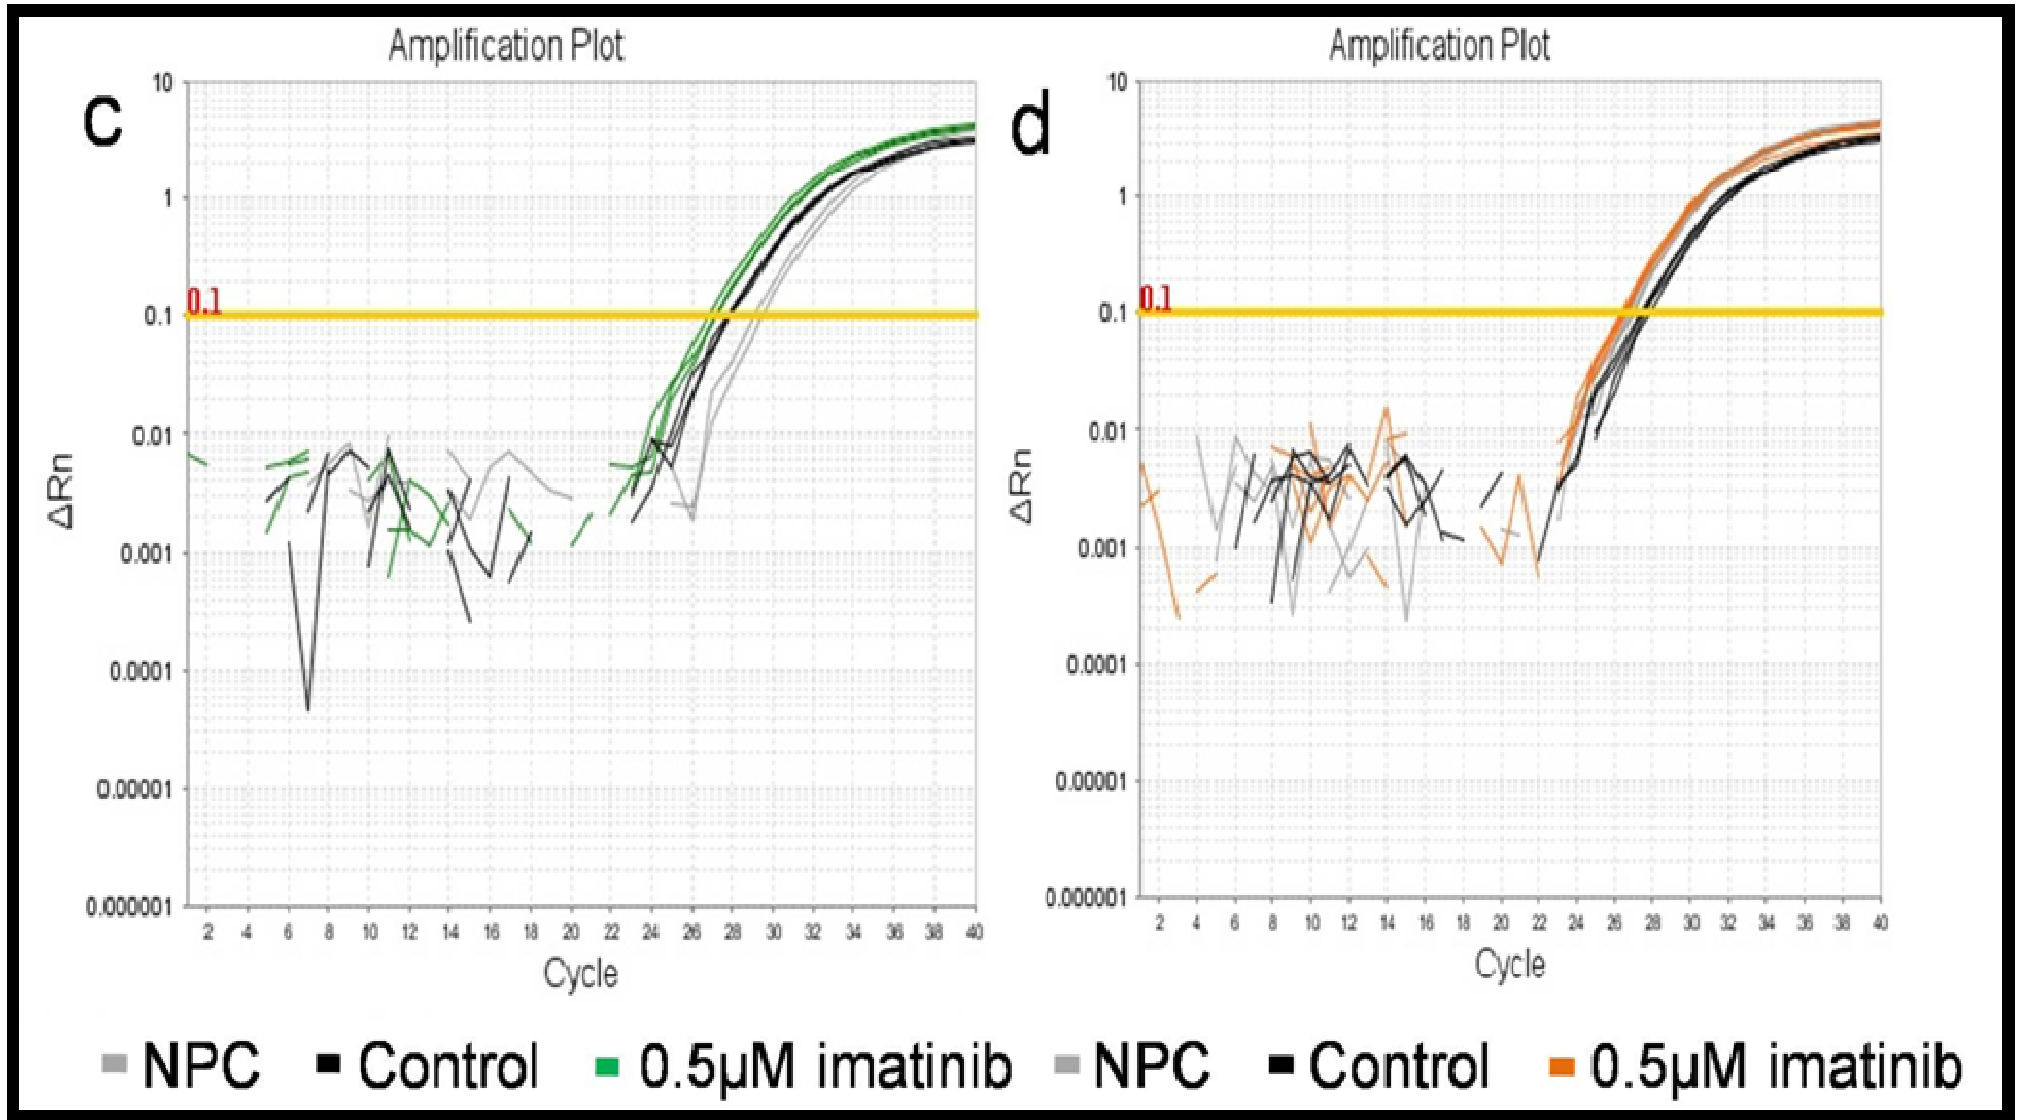 c
Amplification Plot
10
1
0.1
0.1
0.01
0.001
0.0001
0.00001
0.000001
ΔRn
2 4 6 8 10 12 14 16 18 20 22 24 26 28 30 32 34 36 38 40
Cycle
NPC Control 0.5µM imatinib
d
Amplification Plot
10
1
0.1
0.1
0.01
0.001
0.0001
0.00001
0.000001
ΔRn
2 4 6 8 10 12 14 16 18 20 22 24 26 28 30 32 34 36 38 40
Cycle
NPC Control 0.5µM imatinib